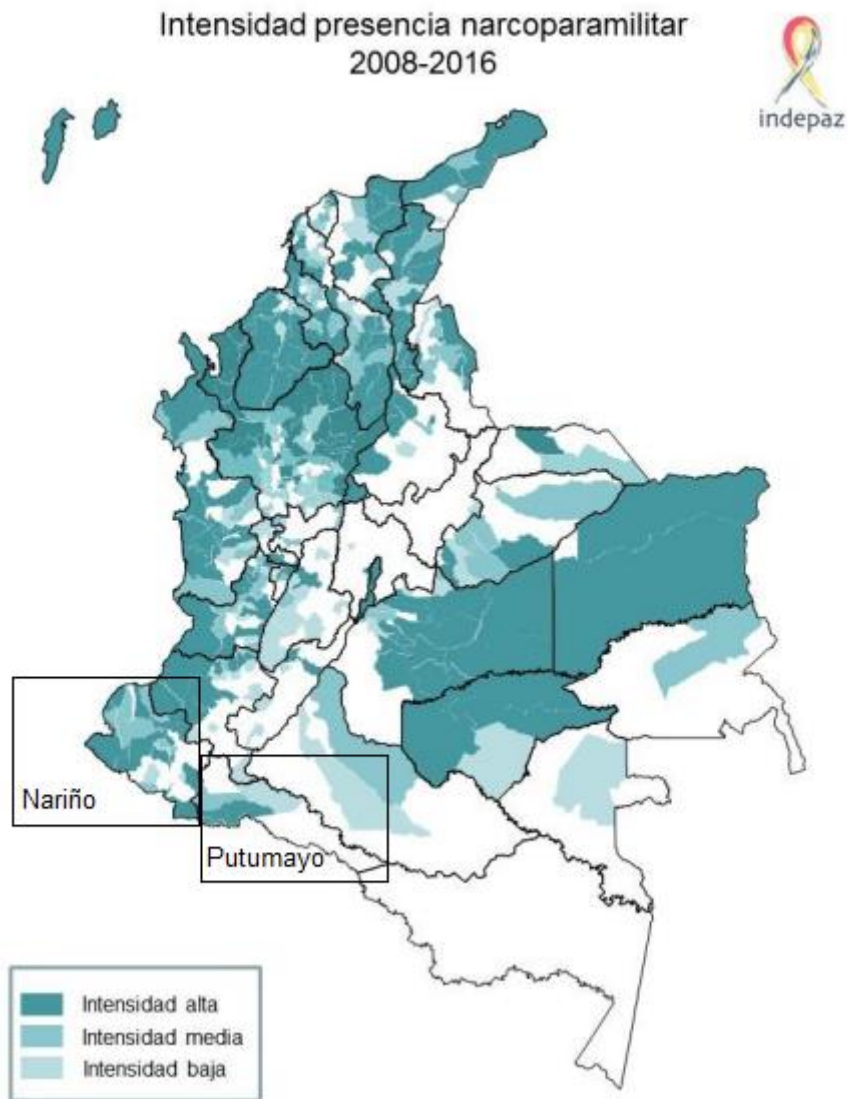 Intensidad presencia narcoparamilitar
2008-2016
indepaz
Nariño
Putumayo
Intensidad alta
Intensidad media
Intensidad baja